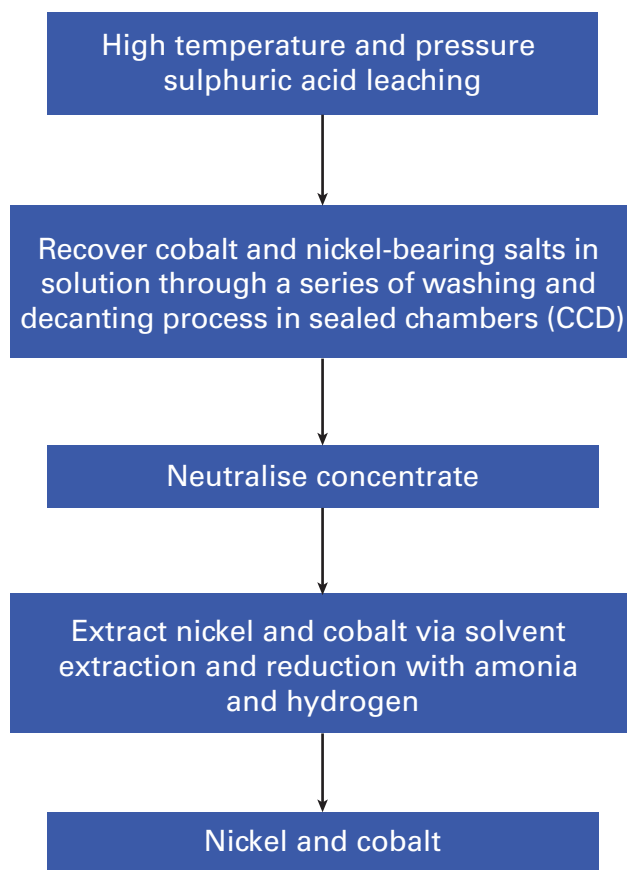 High temperature and pressure
sulphuric acid leaching
Recover cobalt and nickel-bearing salts in
solution through a series of washing and
decanting process in sealed chambers (CCD)
Neutralise concentrate
Extract nickel and cobalt via solvent
extraction and reduction with amonia
and hydrogen
Nickel and cobalt